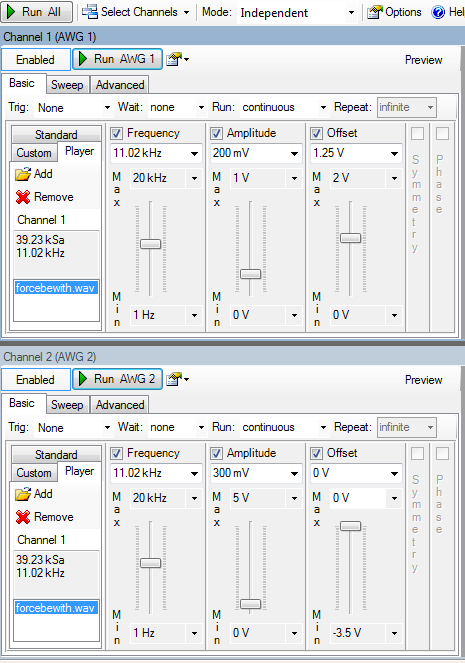 Run All Select Channels Mode: Independent Options Hel
Channel 1 (AWG 1)
Enabled Run AWG 1 Preview
Basic Sweep Advanced
Trig: None Wait: none Run: continuous Repeat: infinite
Standard
Custom Player
Add
Remove
Channel 1
39.23 kSa
11.02 kHz
forcebewith.wav
Frequency
11.02 kHz
Max 20 kHz
Min 1 Hz
Amplitude
200 mV
Max 1 V
Min 0 V
Offset
1.25 V
Max 2 V
Min 0 V
Symmetry
Phase
Channel 2 (AWG 2)
Enabled Run AWG 2 Preview
Basic Sweep Advanced
Trig: None Wait: none Run: continuous Repeat: infinite
Standard
Custom Player
Add
Remove
Channel 1
39.23 kSa
11.02 kHz
forcebewith.wav
Frequency
11.02 kHz
Max 20 kHz
Min 1 Hz
Amplitude
300 mV
Max 5 V
Min 0 V
Offset
0 V
Max 0 V
Min -3.5 V
Symmetry
Phase